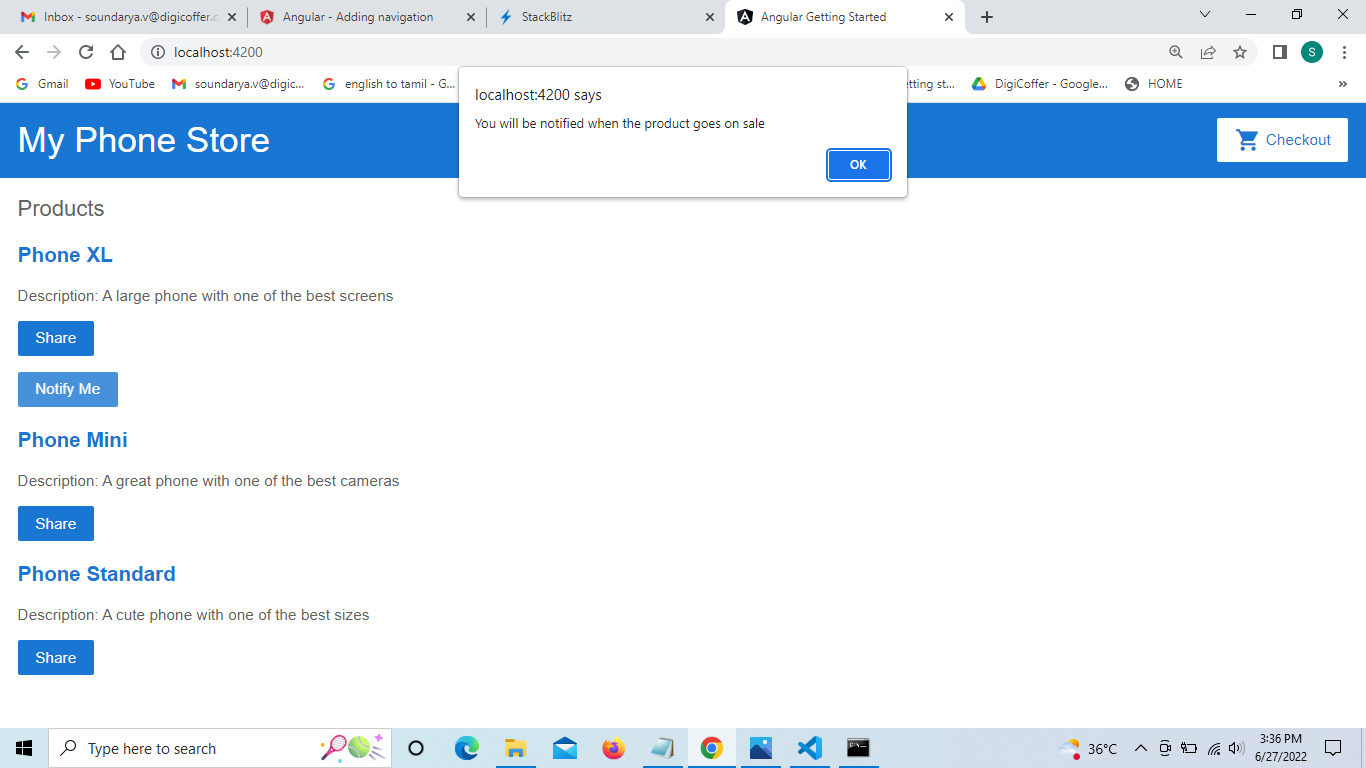 Inbox - soundarya.v@digicoffer.c
Angular - Adding navigation
StackBlitz
Angular Getting Started
localhost:4200
S
Gmail
YouTube
soundarya.v@digic...
english to tamil - G...
etting st...
DigiCoffer - Google...
HOME
»
localhost:4200 says
You will be notified when the product goes on sale
OK
My Phone Store
Checkout
Products
Phone XL
Description: A large phone with one of the best screens
Share
Notify Me
Phone Mini
Description: A great phone with one of the best cameras
Share
Phone Standard
Description: A cute phone with one of the best sizes
Share
Type here to search
36°C
3:36 PM
6/27/2022